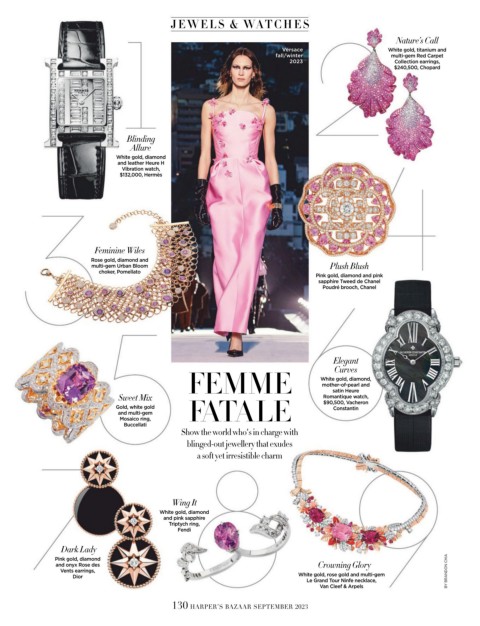 JEWELS & WATCHES
Versace
fall/winter
2023
1
Blinding
Allure
White gold, diamond
and leather Heure H
Vibration watch,
$132,000, Hermès
2
Nature's Call
White gold, titanium and
multi-gem Red Carpet
Collection earrings,
$240,500, Chopard
3
Feminine Wiles
Rose gold, diamond and
multi-gem Urban Bloom
choker, Pomellato
4
Plush Blush
Pink gold, diamond and pink
sapphire Tweed de Chanel
Poudré brooch, Chanel
5
Sweet Mix
Gold, white gold
and multi-gem
Mosaico ring,
Buccellati
FEMME
FATALE
Show the world who's in charge with
blinged-out jewellery that exudes
a soft yet irresistible charm
6
Elegant
Curves
White gold, diamond,
mother-of-pearl and
satin Heure
Romantique watch,
$90,500, Vacheron
Constantin
7
Dark Lady
Pink gold, diamond
and onyx Rose des
Vents earrings,
Dior
8
Wing It
White gold, diamond
and pink sapphire
Triptych ring,
Fendi
9
Crowning Glory
White gold, rose gold and multi-gem
Le Grand Tour Ninfe necklace,
Van Cleef & Arpels
130 HARPER'S BAZAAR SEPTEMBER 2023